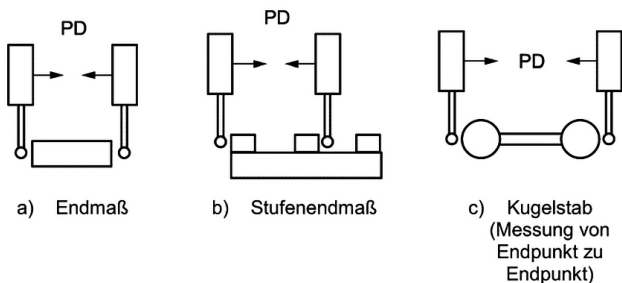 PD
PD
PD
a) Endmaß
b) Stufenendmaß
c) Kugelstab
(Messung von
Endpunkt zu
Endpunkt)